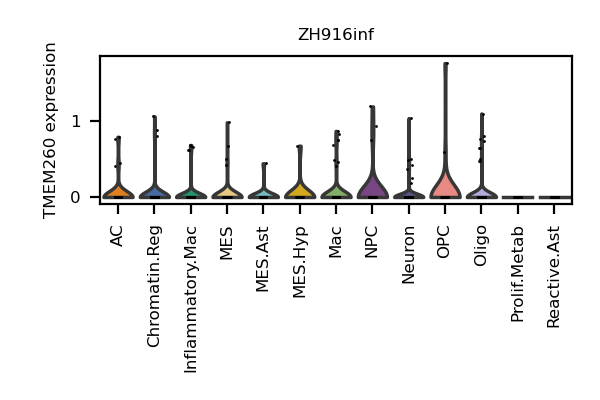 ZH916inf
TMEM260 expression
1
0
AC
Chromatin.Reg
Inflammatory.Mac
MES
MES.Ast
MES.Hyp
Mac
NPC
Neuron
OPC
Oligo
Prolif.Metab
Reactive.Ast